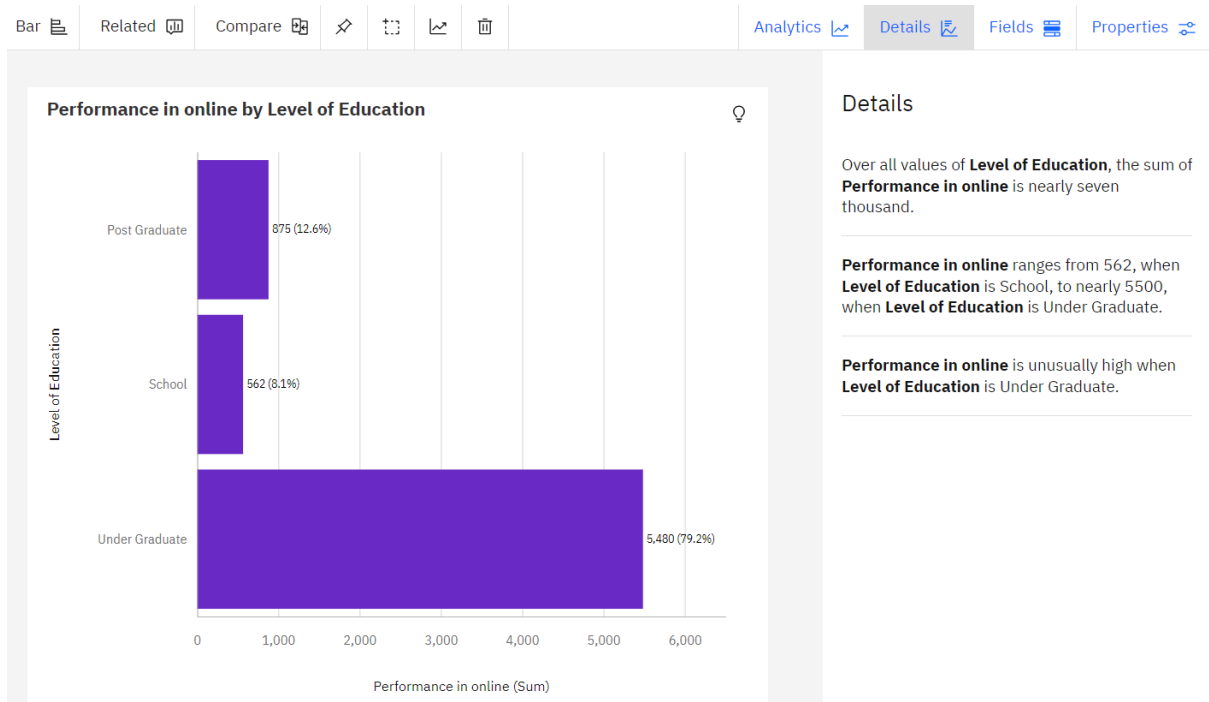 Bar Related Compare Analytics Details Fields Properties
Performance in online by Level of Education
Post Graduate
875 (12.6%)
School
562 (8.1%)
Under Graduate
5,480 (79.2%)
Level of Education
0 1,000 2,000 3,000 4,000 5,000 6,000
Performance in online (Sum)
Details
Over all values of Level of Education, the sum of
Performance in online is nearly seven
thousand.
Performance in online ranges from 562, when
Level of Education is School, to nearly 5500,
when Level of Education is Under Graduate.
Performance in online is unusually high when
Level of Education is Under Graduate.